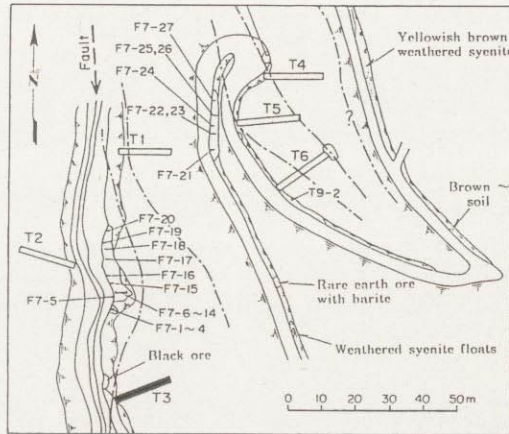 F7-27
F7-25, 26
F7-24
F7-22, 23
F7-21
T1
T4
T5
T6
T9-2
Yellowish brown
weathered syenite
?
Brown
soil
N
Fault
F7-20
F7-19
F7-18
F7-17
F7-16
F7-15
F7-6~14
F7-1~4
T2
F7-5
Black ore
T3
Rare earth ore
with barite
Weathered syenite floats
0 10 20 30 40 50m